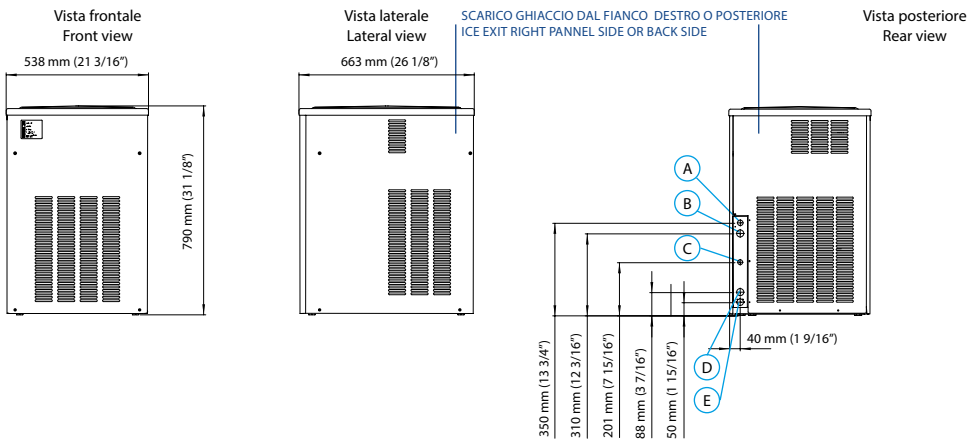 Vista frontale
Front view
538 mm (21 3/16”)
790 mm (31 1/8”)
Vista laterale
Lateral view
663 mm (26 1/8”)
SCARICO GHIACCIO DAL FIANCO DESTRO O POSTERIORE
ICE EXIT RIGHT PANNEL SIDE OR BACK SIDE
Vista posteriore
Rear view
A
B
C
D
E
350 mm (13 3/4”)
310 mm (12 3/16”)
201 mm (7 15/16”)
88 mm (3 7/16”)
50 mm (1 15/16”)
40 mm (1 9/16”)